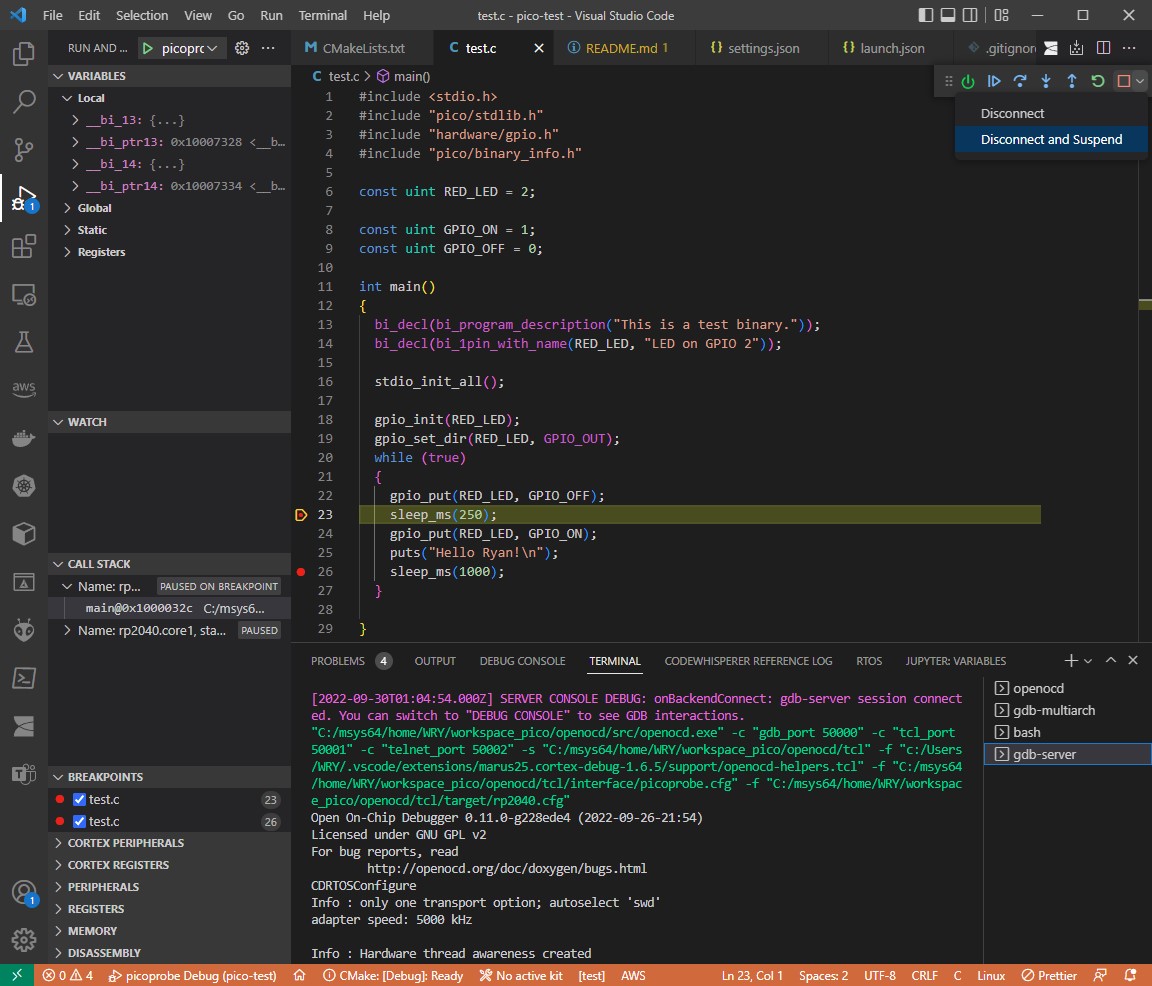 File Edit Selection View Go Run Terminal Help test.c - pico-test - Visual Studio Code
RUN AND ... picoprc
CMakeLists.txt test.c README.md 1 settings.json launch.json .gitignor
test.c > main()
Disconnect
Disconnect and Suspend
VARIABLES
Local
__bi_13: {...}
__bi_ptr13: 0x10007328 <__b...
__bi_14: {...}
__bi_ptr14: 0x10007334 <__b...
Global
Static
Registers
1
aws
WATCH
CALL STACK
Name: rp... PAUSED ON BREAKPOINT
main@0x1000032c C:/msys6...
Name: rp2040.core1, sta... PAUSED
BREAKPOINTS
test.c 23
test.c 26
CORTEX PERIPHERALS
CORTEX REGISTERS
PERIPHERALS
REGISTERS
MEMORY
DISASSEMBLY
1
1 #include <stdio.h>
2 #include "pico/stdlib.h"
3 #include "hardware/gpio.h"
4 #include "pico/binary_info.h"
5
6 const uint RED_LED = 2;
7
8 const uint GPIO_ON = 1;
9 const uint GPIO_OFF = 0;
10
11 int main()
12 {
13 bi_decl(bi_program_description("This is a test binary."));
14 bi_decl(bi_1pin_with_name(RED_LED, "LED on GPIO 2"));
15
16 stdio_init_all();
17
18 gpio_init(RED_LED);
19 gpio_set_dir(RED_LED, GPIO_OUT);
20 while (true)
21 {
22 gpio_put(RED_LED, GPIO_OFF);
23 sleep_ms(250);
24 gpio_put(RED_LED, GPIO_ON);
25 puts("Hello Ryan!\n");
26 sleep_ms(1000);
27 }
28
29 }
PROBLEMS 4 OUTPUT DEBUG CONSOLE TERMINAL CODEWHISPERER REFERENCE LOG RTOS JUPYTER: VARIABLES
[2022-09-30T01:04:54.000Z] SERVER CONSOLE DEBUG: onBackendConnect: gdb-server session connect
ed. You can switch to "DEBUG CONSOLE" to see GDB interactions.
"C:/msys64/home/WRY/workspace_pico/openocd/src/openocd.exe" -c "gdb_port 50000" -c "tcl_port
50001" -c "telnet_port 50002" -s "C:/msys64/home/WRY/workspace_pico/openocd/tcl" -f "c:/Users
/WRY/.vscode/extensions/marus25.cortex-debug-1.6.5/support/openocd-helpers.tcl" -f "C:/msys64
/home/WRY/workspace_pico/openocd/tcl/interface/picoprobe.cfg" -f "C:/msys64/home/WRY/workspac
e_pico/openocd/tcl/target/rp2040.cfg"
Open On-Chip Debugger 0.11.0-g228ede4 (2022-09-26-21:54)
Licensed under GNU GPL v2
For bug reports, read
http://openocd.org/doc/doxygen/bugs.html
CDRTOSConfigure
Info : only one transport option; autoselect 'swd'
adapter speed: 5000 kHz
Info : Hardware thread awareness created
openocd
gdb-multiarch
bash
gdb-server
0 4 picoprobe Debug (pico-test) CMake: [Debug]: Ready No active kit [test] AWS Ln 23, Col 1 Spaces: 2 UTF-8 CRLF C Linux Prettier